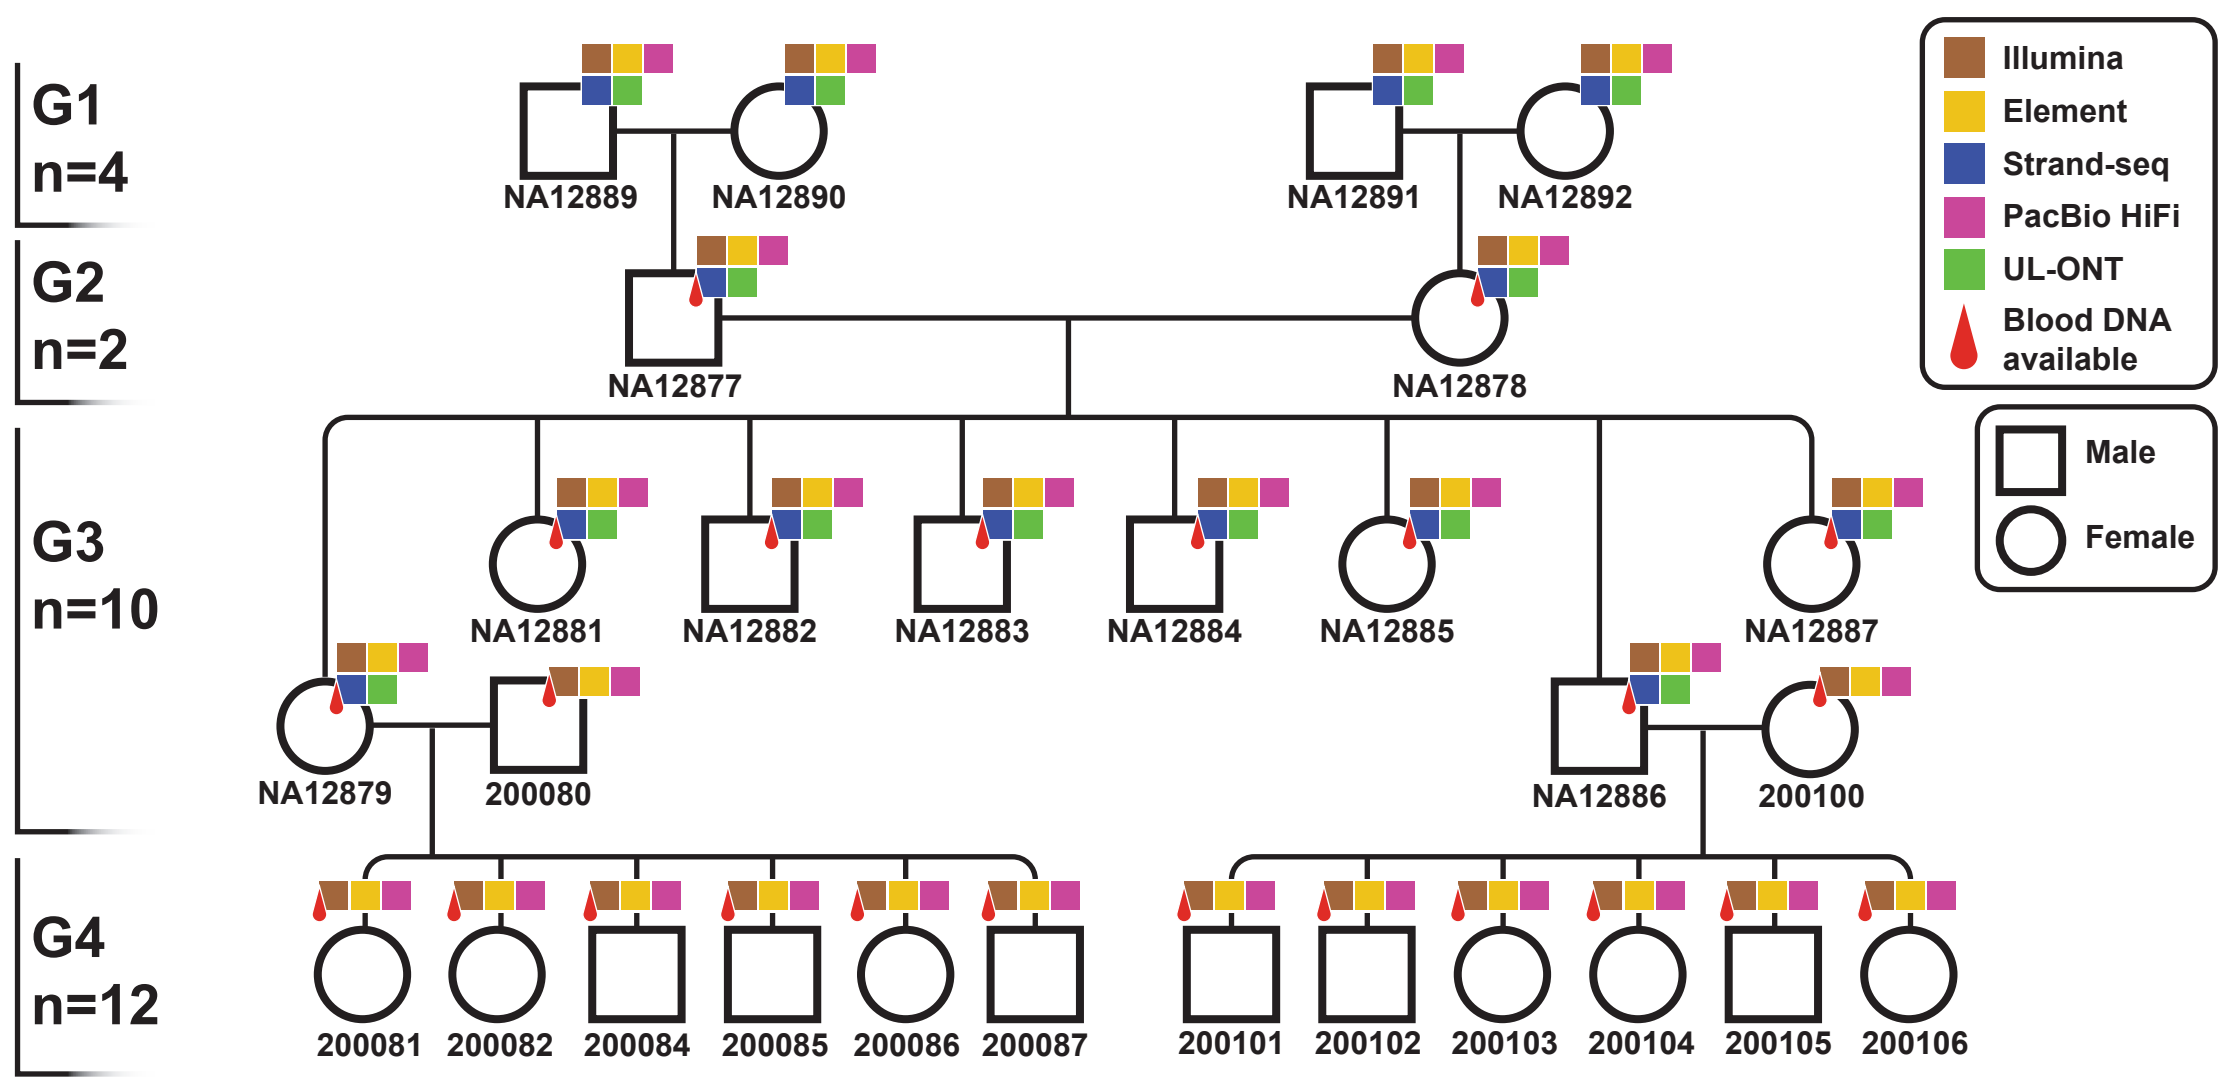 G1
n=4
NA12889
NA12890
NA12891
NA12892
G2
n=2
NA12877
NA12878
G3
n=10
NA12881
NA12882
NA12883
NA12884
NA12885
NA12887
NA12879
200080
NA12886
200100
G4
n=12
200081
200082
200084
200085
200086
200087
200101
200102
200103
200104
200105
200106
Illumina
Element
Strand-seq
PacBio HiFi
UL-ONT
Blood DNA
available
Male
Female